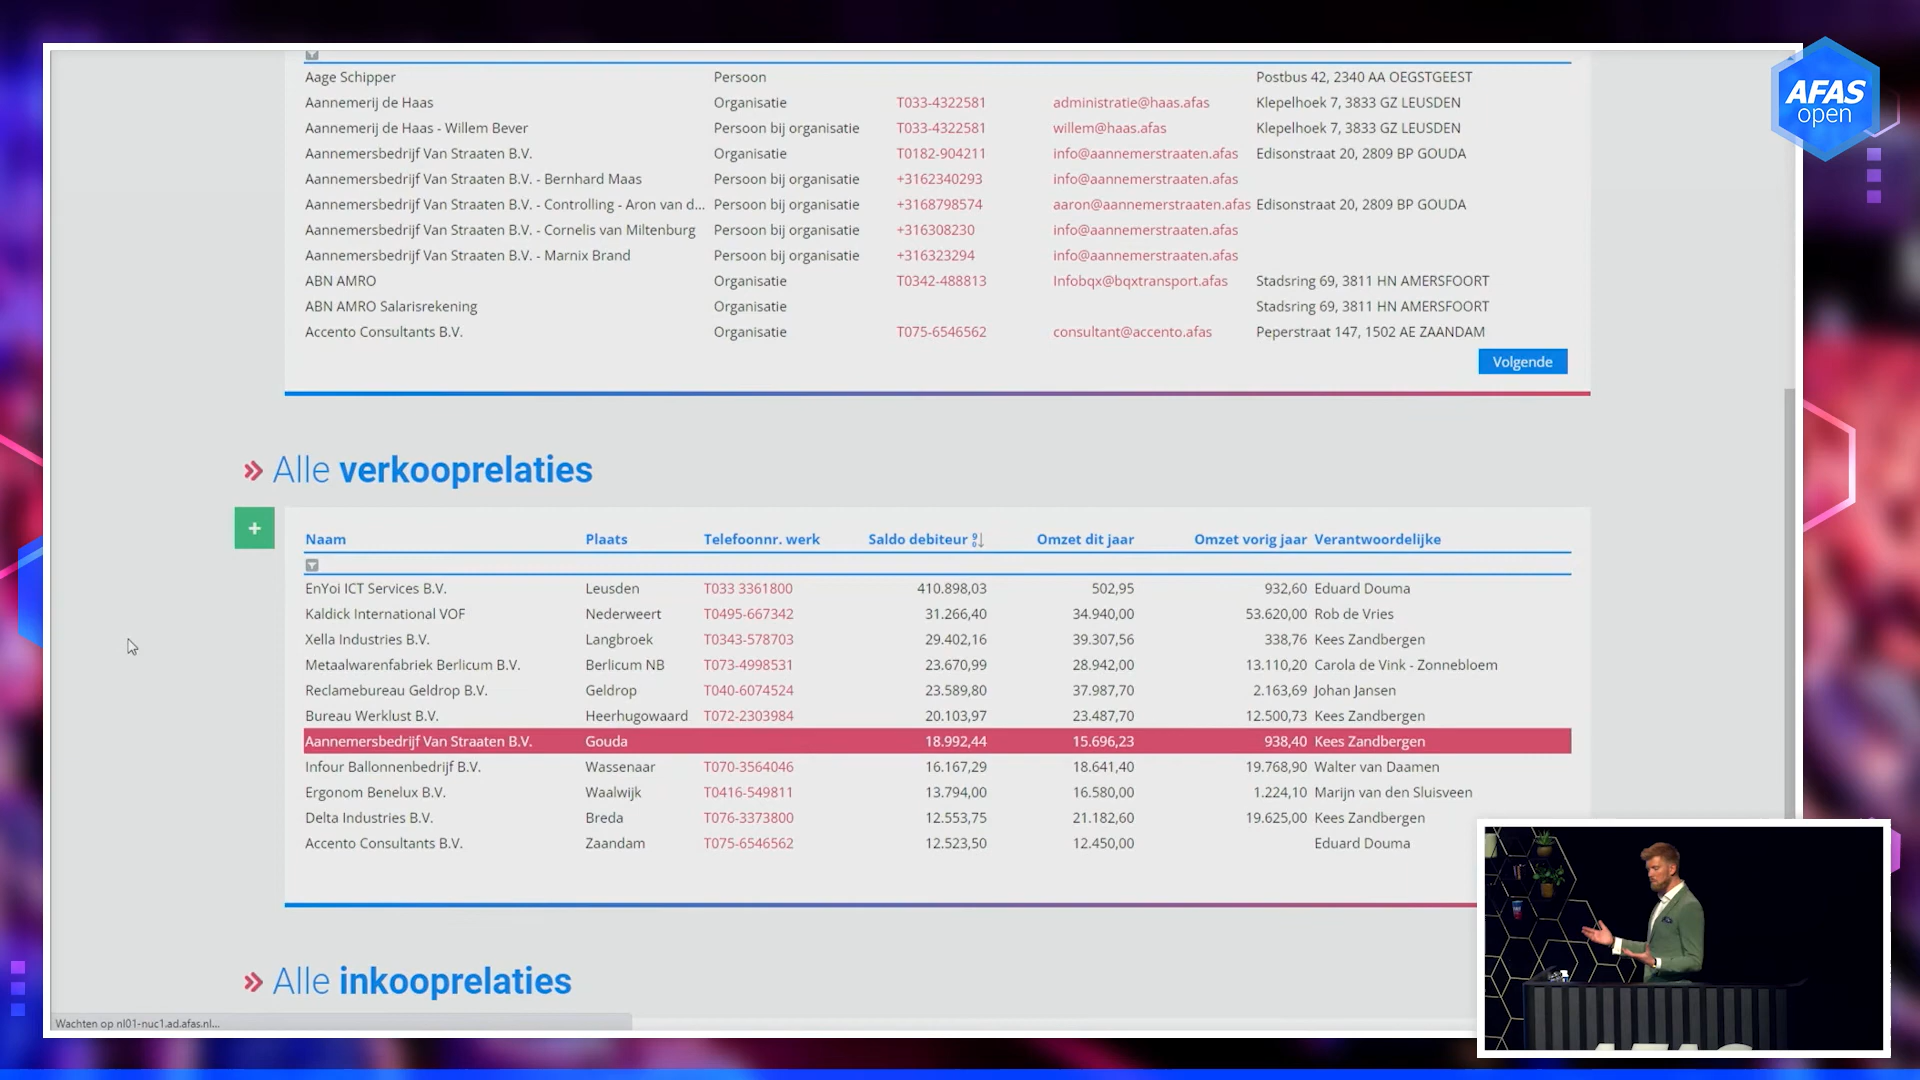 AFAS
open
Aage Schipper Persoon Postbus 42, 2340 AA OEGSTGEEST
Aannemerij de Haas Organisatie T033-4322581 administratie@haas.afas Klepelhoek 7, 3833 GZ LEUSDEN
Aannemerij de Haas - Willem Bever Persoon bij organisatie T033-4322581 willem@haas.afas Klepelhoek 7, 3833 GZ LEUSDEN
Aannemersbedrijf Van Straaten B.V. Organisatie T0182-904211 info@aannemerstraaten.afas Edisonstraat 20, 2809 BP GOUDA
Aannemersbedrijf Van Straaten B.V. - Bernhard Maas Persoon bij organisatie +3162340293 info@aannemerstraaten.afas
Aannemersbedrijf Van Straaten B.V. - Controlling - Aron van d... Persoon bij organisatie +3168798574 aaron@aannemerstraaten.afas Edisonstraat 20, 2809 BP GOUDA
Aannemersbedrijf Van Straaten B.V. - Cornelis van Miltenburg Persoon bij organisatie +316308230 info@aannemerstraaten.afas
Aannemersbedrijf Van Straaten B.V. - Marnix Brand Persoon bij organisatie +316323294 info@aannemerstraaten.afas
ABN AMRO Organisatie T0342-488813 Infobqx@bqxtransport.afas Stadsring 69, 3811 HN AMERSFOORT
ABN AMRO Salarisrekening Organisatie Stadsring 69, 3811 HN AMERSFOORT
Accento Consultants B.V. Organisatie T075-6546562 consultant@accento.afas Peperstraat 147, 1502 AE ZAANDAM
Volgende
» Alle verkooprelaties
+
Naam Plaats Telefoonnr. werk Saldo debiteur Omzet dit jaar Omzet vorig jaar Verantwoordelijke
EnYoi ICT Services B.V. Leusden T033 3361800 410.898,03 502,95 932,60 Eduard Douma
Kaldick International VOF Nederweert T0495-667342 31.266,40 34.940,00 53.620,00 Rob de Vries
Xella Industries B.V. Langbroek T0343-578703 29.402,16 39.307,56 338,76 Kees Zandbergen
Metaalwarenfabriek Berlicum B.V. Berlicum NB T073-4998531 23.670,99 28.942,00 13.110,20 Carola de Vink - Zonnebloem
Reclamebureau Geldrop B.V. Geldrop T040-6074524 23.589,80 37.987,70 2.163,69 Johan Jansen
Bureau Werklust B.V. Heerhugowaard T072-2303984 20.103,97 23.487,70 12.500,73 Kees Zandbergen
Aannemersbedrijf Van Straaten B.V. Gouda 18.992,44 15.696,23 938,40 Kees Zandbergen
Infour Ballonnenbedrijf B.V. Wassenaar T070-3564046 16.167,29 18.641,40 19.768,90 Walter van Daamen
Ergonom Benelux B.V. Waalwijk T0416-549811 13.794,00 16.580,00 1.224,10 Marijn van den Sluisveen
Delta Industries B.V. Breda T076-3373800 12.553,75 21.182,60 19.625,00 Kees Zandbergen
Accento Consultants B.V. Zaandam T075-6546562 12.523,50 12.450,00 Eduard Douma
» Alle inkooprelaties
Wachten op nl01-nuc1.ad.afas.nl...